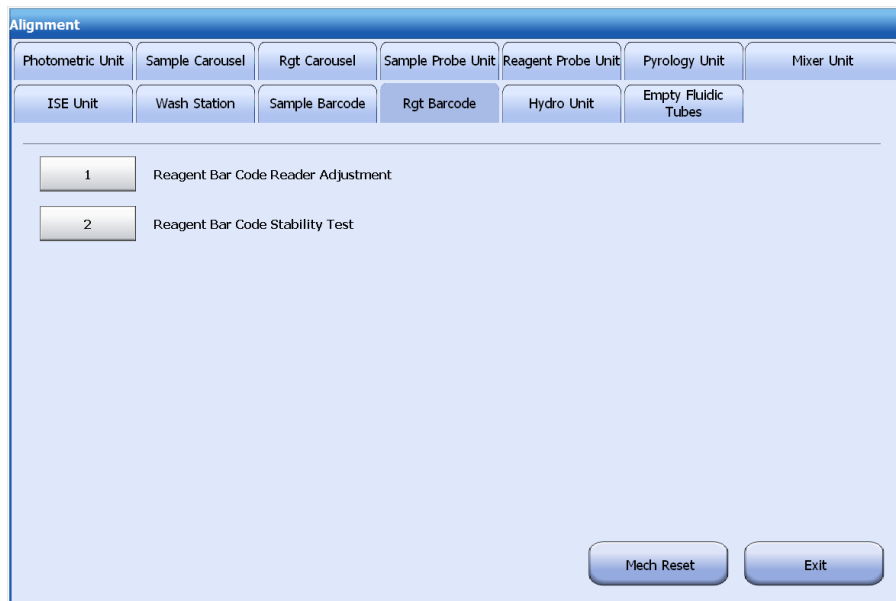 Alignment
Photometric Unit Sample Carousel Rgt Carousel Sample Probe Unit Reagent Probe Unit Pyrology Unit Mixer Unit
ISE Unit Wash Station Sample Barcode Rgt Barcode Hydro Unit Empty Fluidic Tubes
1 Reagent Bar Code Reader Adjustment
2 Reagent Bar Code Stability Test
Mech Reset Exit